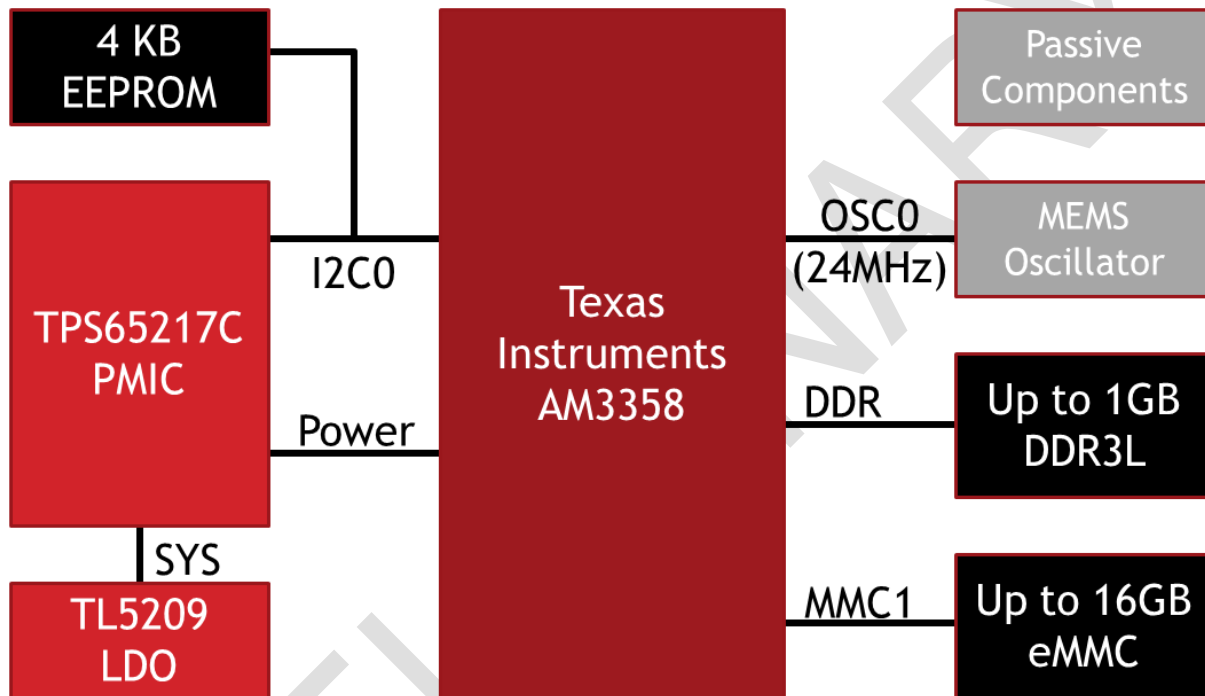 4 KB
EEPROM
TPS65217C
PMIC
TL5209
LDO
I2C0
Power
SYS
Texas
Instruments
AM3358
OSC0
(24MHz)
DDR
MMC1
Passive
Components
MEMS
Oscillator
Up to 1GB
DDR3L
Up to 16GB
eMMC